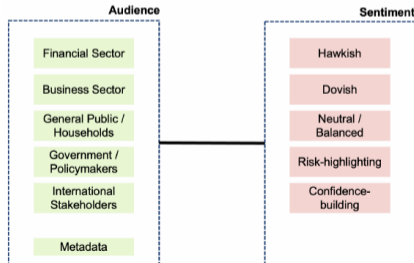 Audience
Financial Sector
Business Sector
General Public /
Households
Government /
Policymakers
International
Stakeholders
Metadata
Sentiment
Hawkish
Dovish
Neutral /
Balanced
Risk-highlighting
Confidence-
building